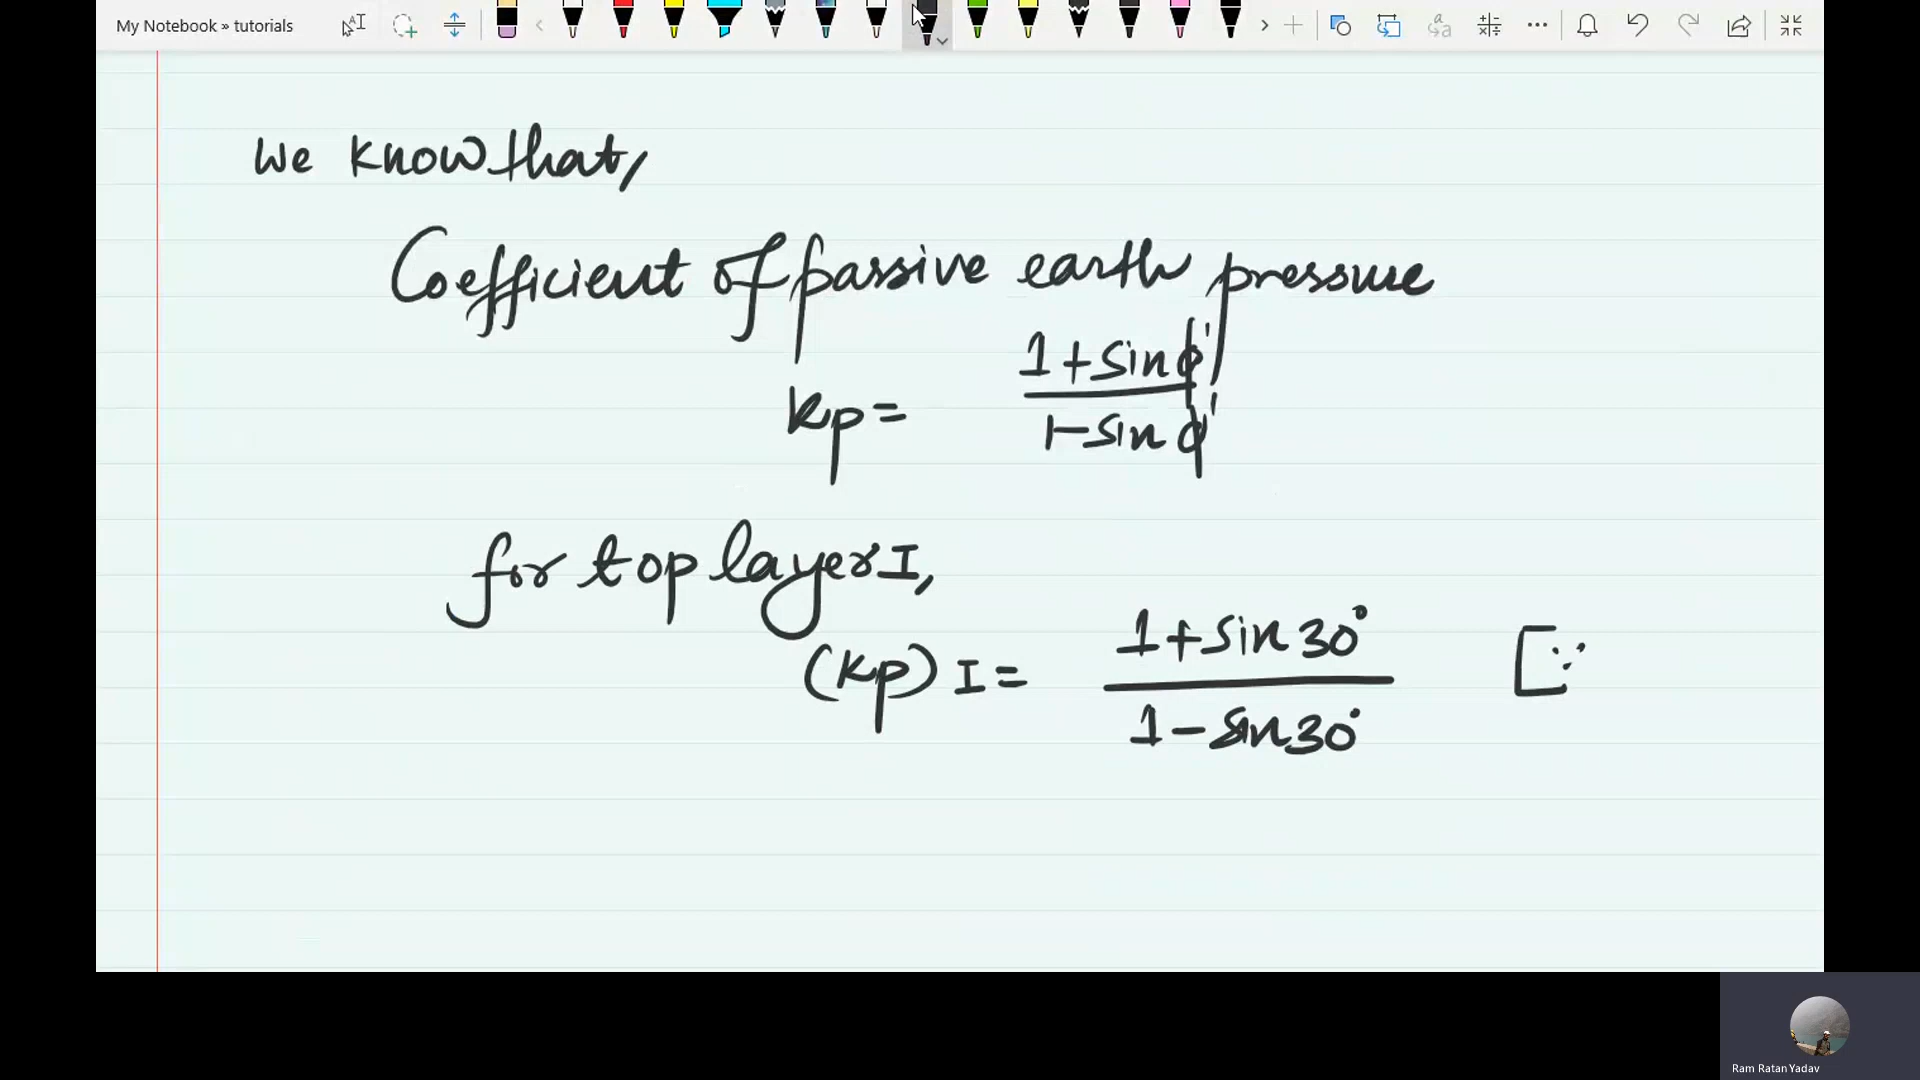 My Notebook » tutorials
We know that,
Coefficient of passive earth pressure
kp = (1+sinϕ')/(1-sinϕ')
for top layer I,
(kp) I = (1+sin30°)/(1-sin30°) [∵
Ram Ratan Yadav